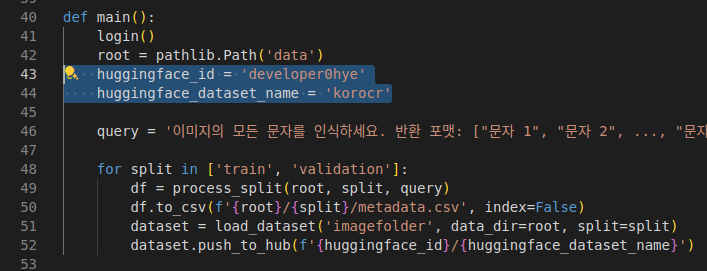 40 def main():
41     login()
42     root = pathlib.Path('data')
43     huggingface_id = 'developer0hye'
44     huggingface_dataset_name = 'korocr'
45
46     query = '이미지의 모든 문자를 인식하세요. 반환 포맷: ["문자 1", "문자 2", ..., "문자
47
48     for split in ['train', 'validation']:
49         df = process_split(root, split, query)
50         df.to_csv(f'{root}/{split}/metadata.csv', index=False)
51         dataset = load_dataset('imagefolder', data_dir=root, split=split)
52         dataset.push_to_hub(f'{huggingface_id}/{huggingface_dataset_name}')
53